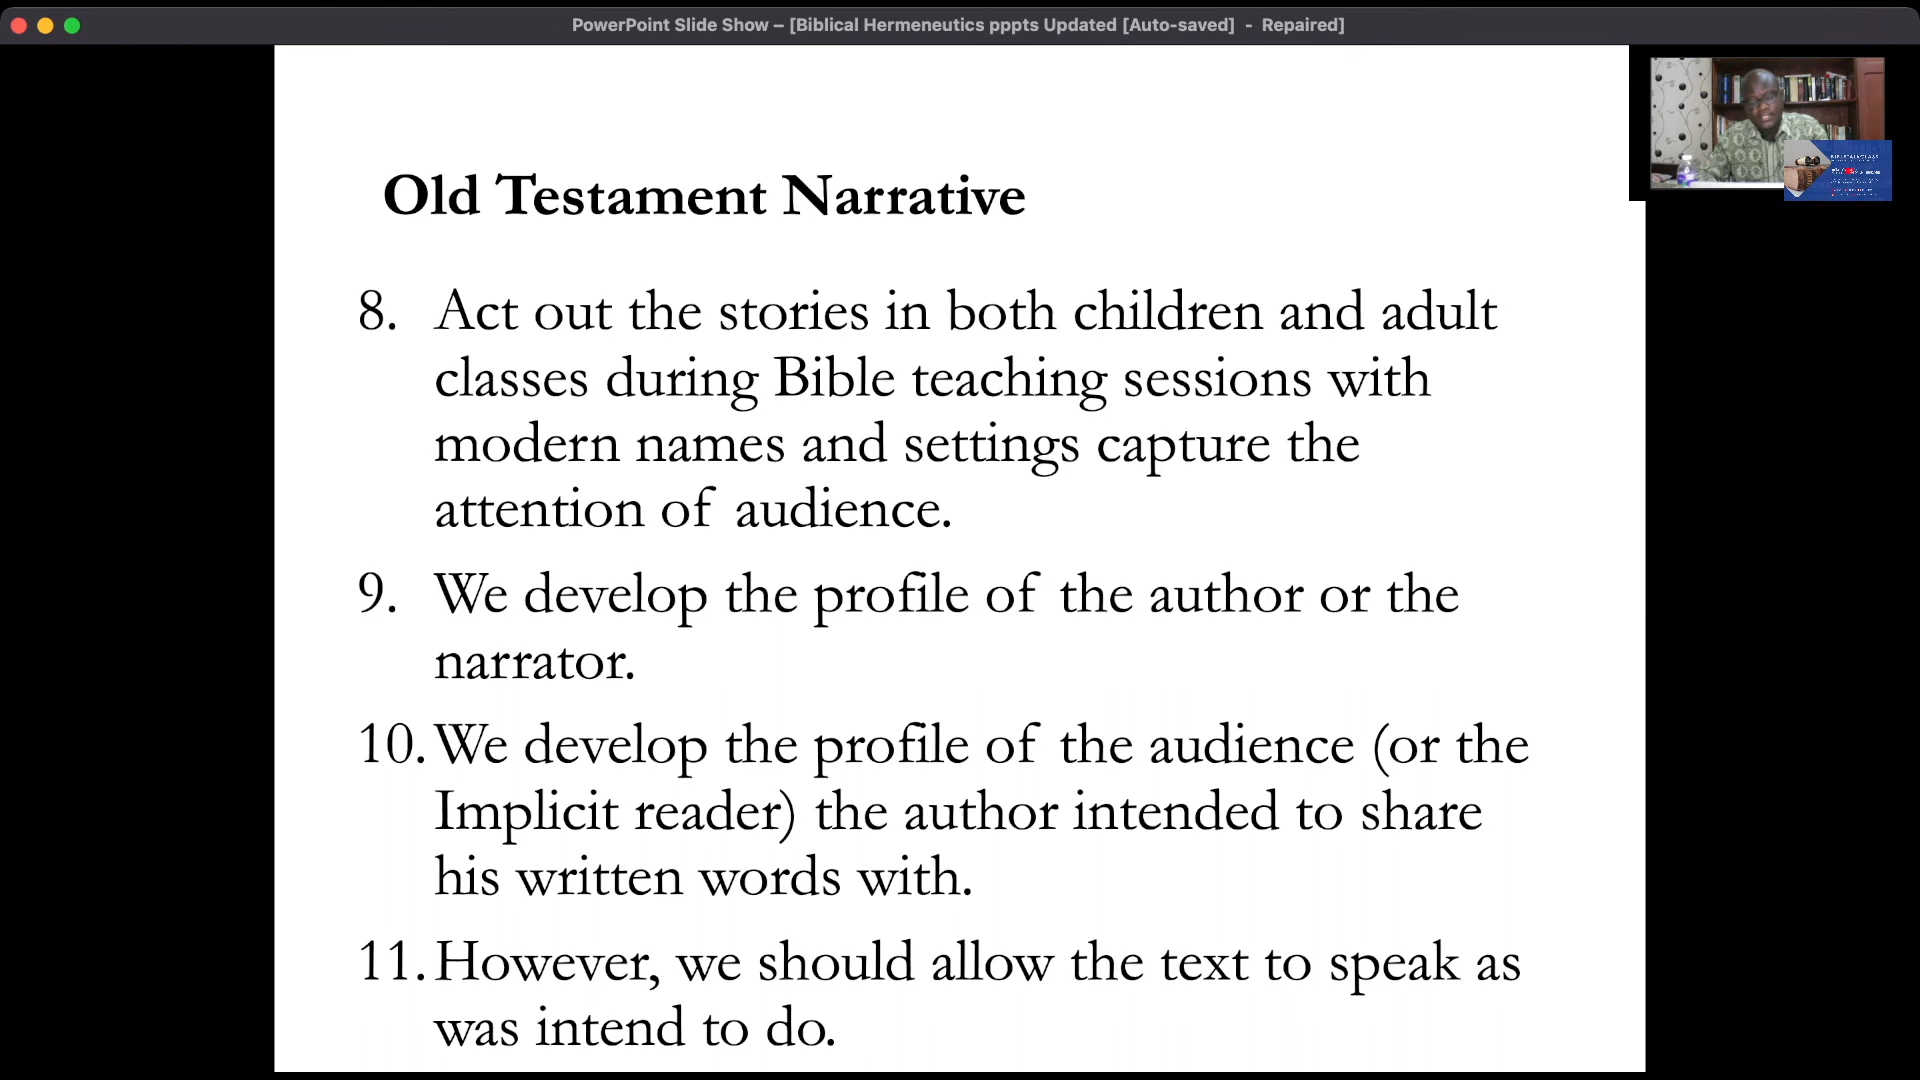 PowerPoint Slide Show – [Biblical Hermeneutics pppts Updated [Auto-saved]  -  Repaired]
Old Testament Narrative
8. Act out the stories in both children and adult
classes during Bible teaching sessions with
modern names and settings capture the
attention of audience.
9. We develop the profile of the author or the
narrator.
10. We develop the profile of the audience (or the
Implicit reader) the author intended to share
his written words with.
11. However, we should allow the text to speak as
was intend to do.